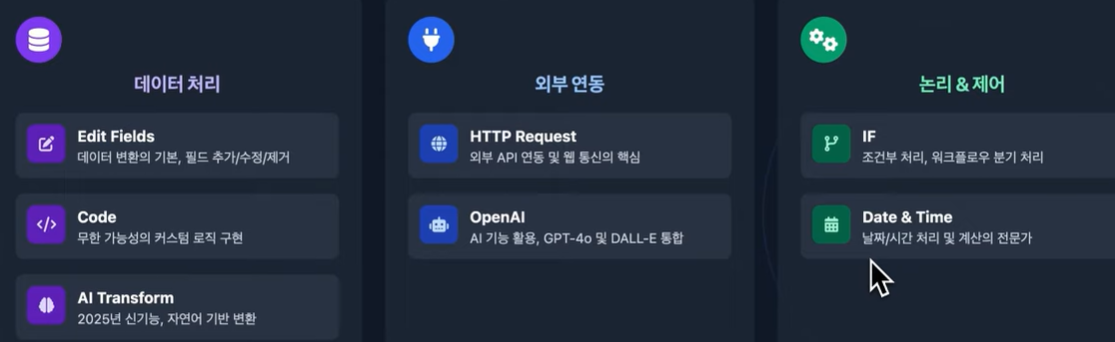 데이터 처리
Edit Fields
데이터 변환의 기본, 필드 추가/수정/제거
Code
무한 가능성의 커스텀 로직 구현
AI Transform
2025년 신기능, 자연어 기반 변환
외부 연동
HTTP Request
외부 API 연동 및 웹 통신의 핵심
OpenAI
AI 기능 활용, GPT-4o 및 DALL-E 통합
논리 & 제어
IF
조건부 처리, 워크플로우 분기 처리
Date & Time
날짜/시간 처리 및 계산의 전문가